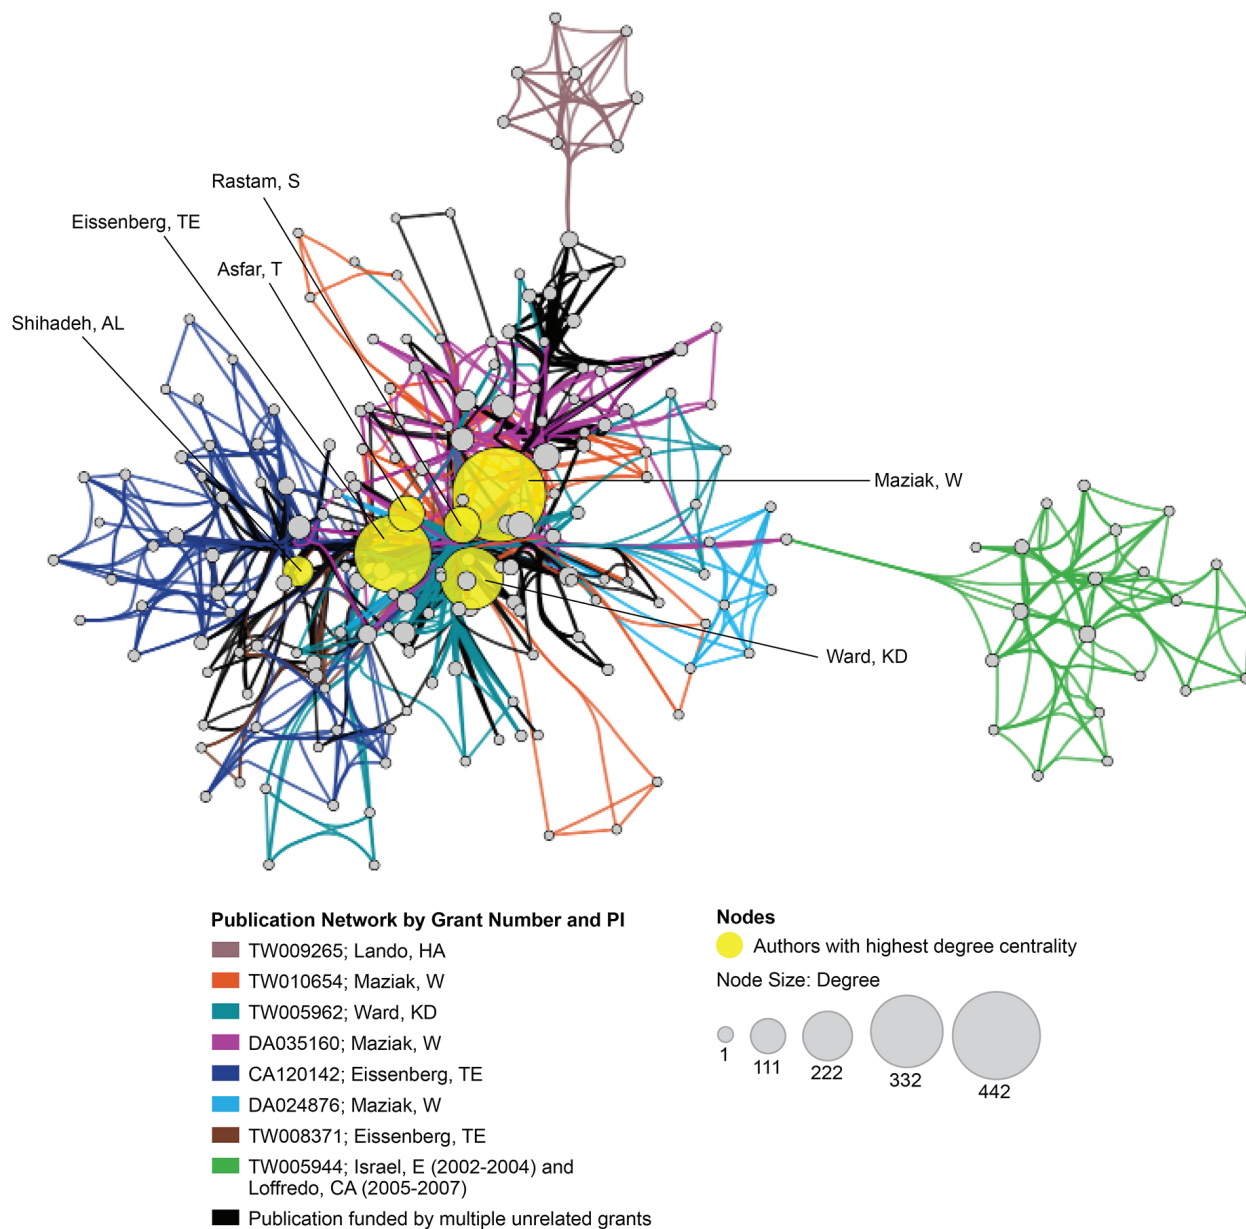 Rastam, S
Eissenberg, TE
Asfar, T
Shihadeh, AL
Maziak, W
Ward, KD
Publication Network by Grant Number and PI
TW009265; Lando, HA
TW010654; Maziak, W
TW005962; Ward, KD
DA035160; Maziak, W
CA120142; Eissenberg, TE
DA024876; Maziak, W
TW008371; Eissenberg, TE
TW005944; Israel, E (2002-2004) and
Loffredo, CA (2005-2007)
Publication funded by multiple unrelated grants
Nodes
Authors with highest degree centrality
Node Size: Degree
1
111
222
332
442